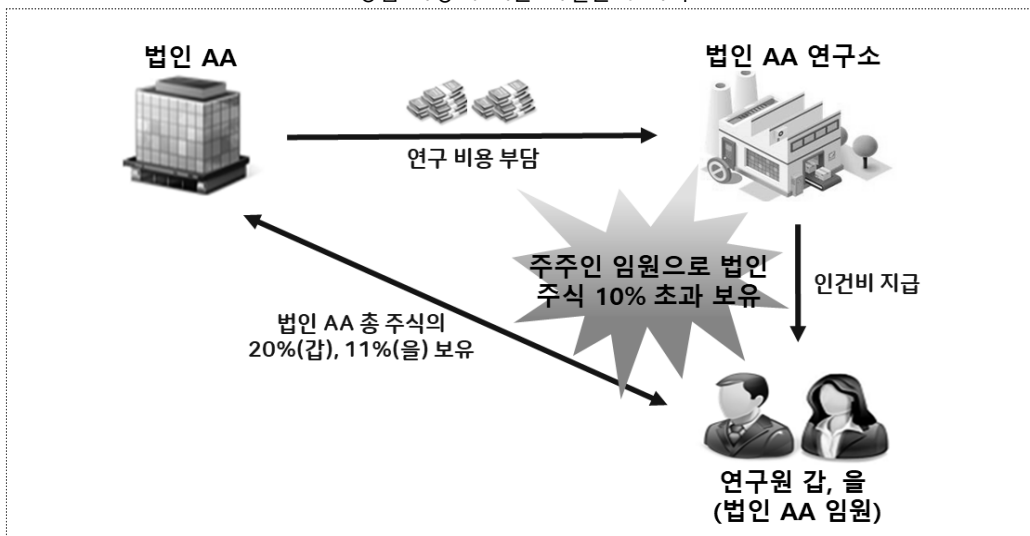 법인 AA
법인 AA 연구소
연구 비용 부담
주주인 임원으로 법인
주식 10% 초과 보유
인건비 지급
법인 AA 총 주식의
20%(갑), 11%(을) 보유
연구원 갑, 을
(법인 AA 임원)